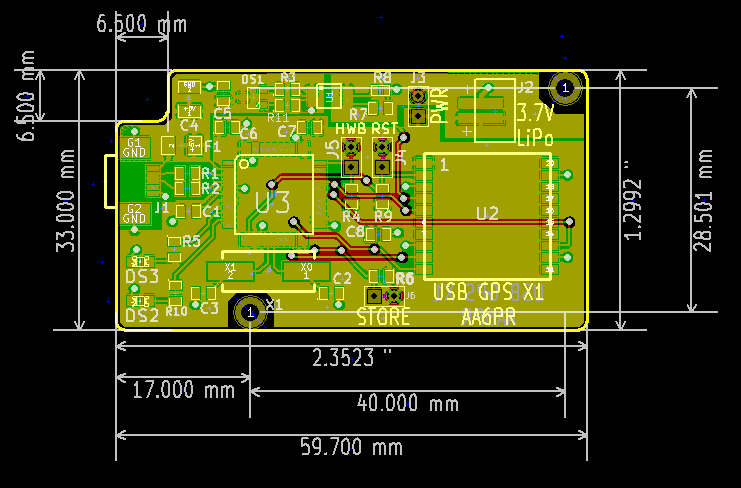 6.500 mm
6.500 mm
33.000 mm
DS1
R3
R8
J3
J2
1
PWR
3.7V
LiPo
+
C4
C5
R11
R7
C6
C7
HWB RST
G1
GND
F1
J5
1
R1
R2
U3
U2
J1
C1
R4
R9
G2
GND
C8
R5
DS3
X1
2
X0
1
C2
R6
J6
USB GPS X1
DS2
R10
C3
1
X1
STORE
AA6PR
1.2992 "
28.501 mm
2.3523 "
17.000 mm
40.000 mm
59.700 mm